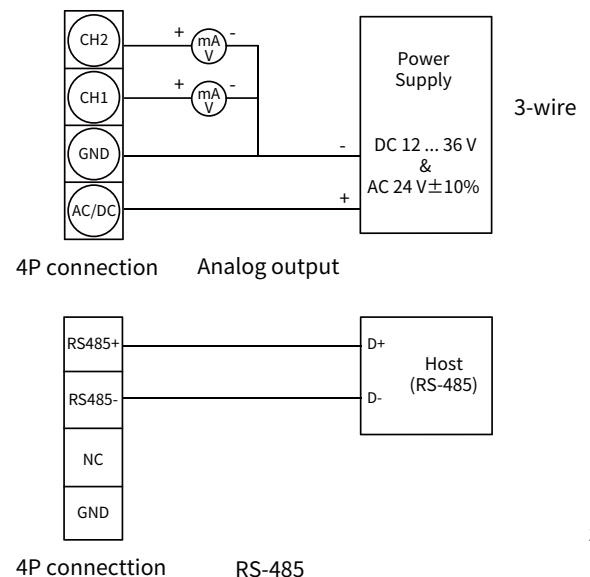 CH2
+
mA
V
-
CH1
+
mA
V
-
GND
AC/DC
-
+
Power
Supply
DC 12 ... 36 V
&
AC 24 V±10%
3-wire
4P connection
Analog output
RS485+
RS485-
NC
GND
D+
D-
Host
(RS-485)
4P connecttion
RS-485